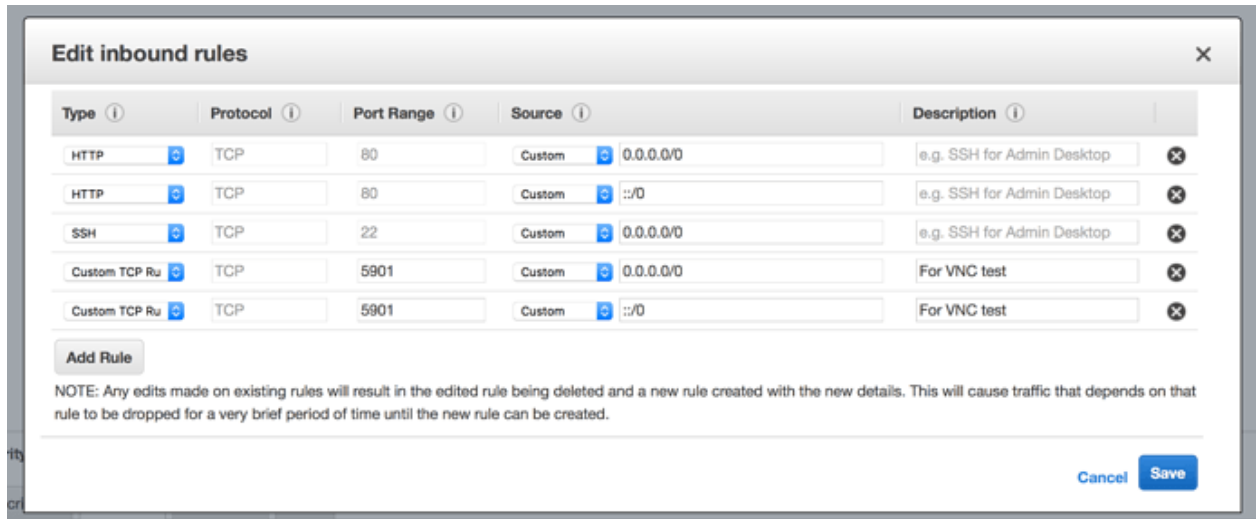 Edit inbound rules
Type Protocol Port Range Source Description
HTTP TCP 80 Custom 0.0.0.0/0 e.g. SSH for Admin Desktop
HTTP TCP 80 Custom ::/0 e.g. SSH for Admin Desktop
SSH TCP 22 Custom 0.0.0.0/0 e.g. SSH for Admin Desktop
Custom TCP Ru TCP 5901 Custom 0.0.0.0/0 For VNC test
Custom TCP Ru TCP 5901 Custom ::/0 For VNC test
Add Rule
NOTE: Any edits made on existing rules will result in the edited rule being deleted and a new rule created with the new details. This will cause traffic that depends on that
rule to be dropped for a very brief period of time until the new rule can be created.
Cancel Save